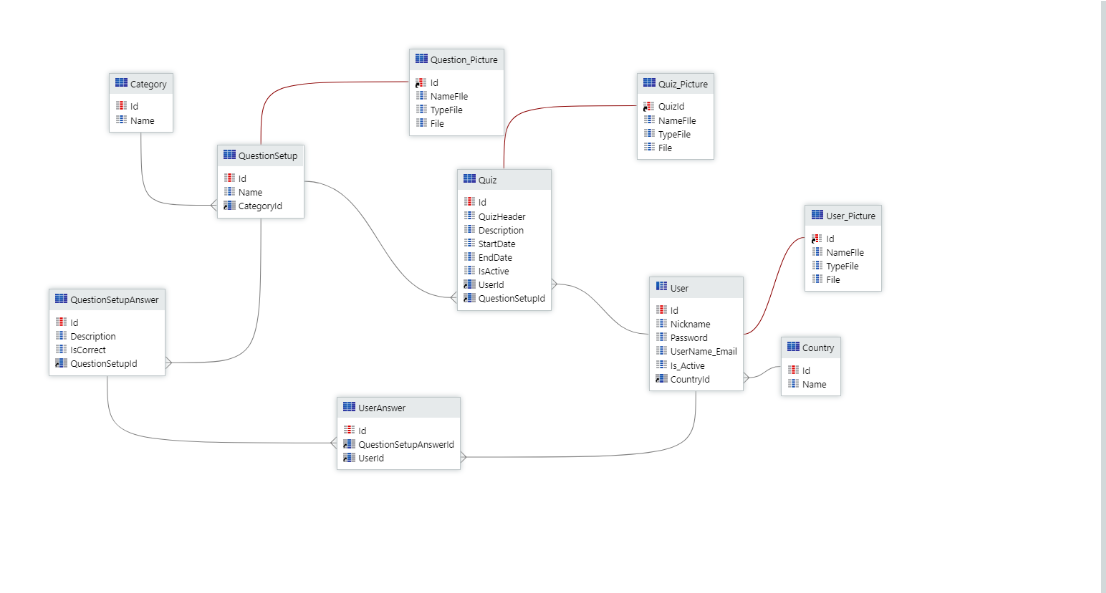 Category
Id
Name
QuestionSetup
Id
Name
CategoryId
Question_Picture
Id
NameFIle
TypeFile
File
Quiz_Picture
QuizId
NameFIle
TypeFile
File
Quiz
Id
QuizHeader
Description
StartDate
EndDate
IsActive
UserId
QuestionSetupId
User_Picture
Id
NameFIle
TypeFile
File
User
Id
Nickname
Password
UserName_Email
Is_Active
CountryId
Country
Id
Name
QuestionSetupAnswer
Id
Description
IsCorrect
QuestionSetupId
UserAnswer
Id
QuestionSetupAnswerId
UserId